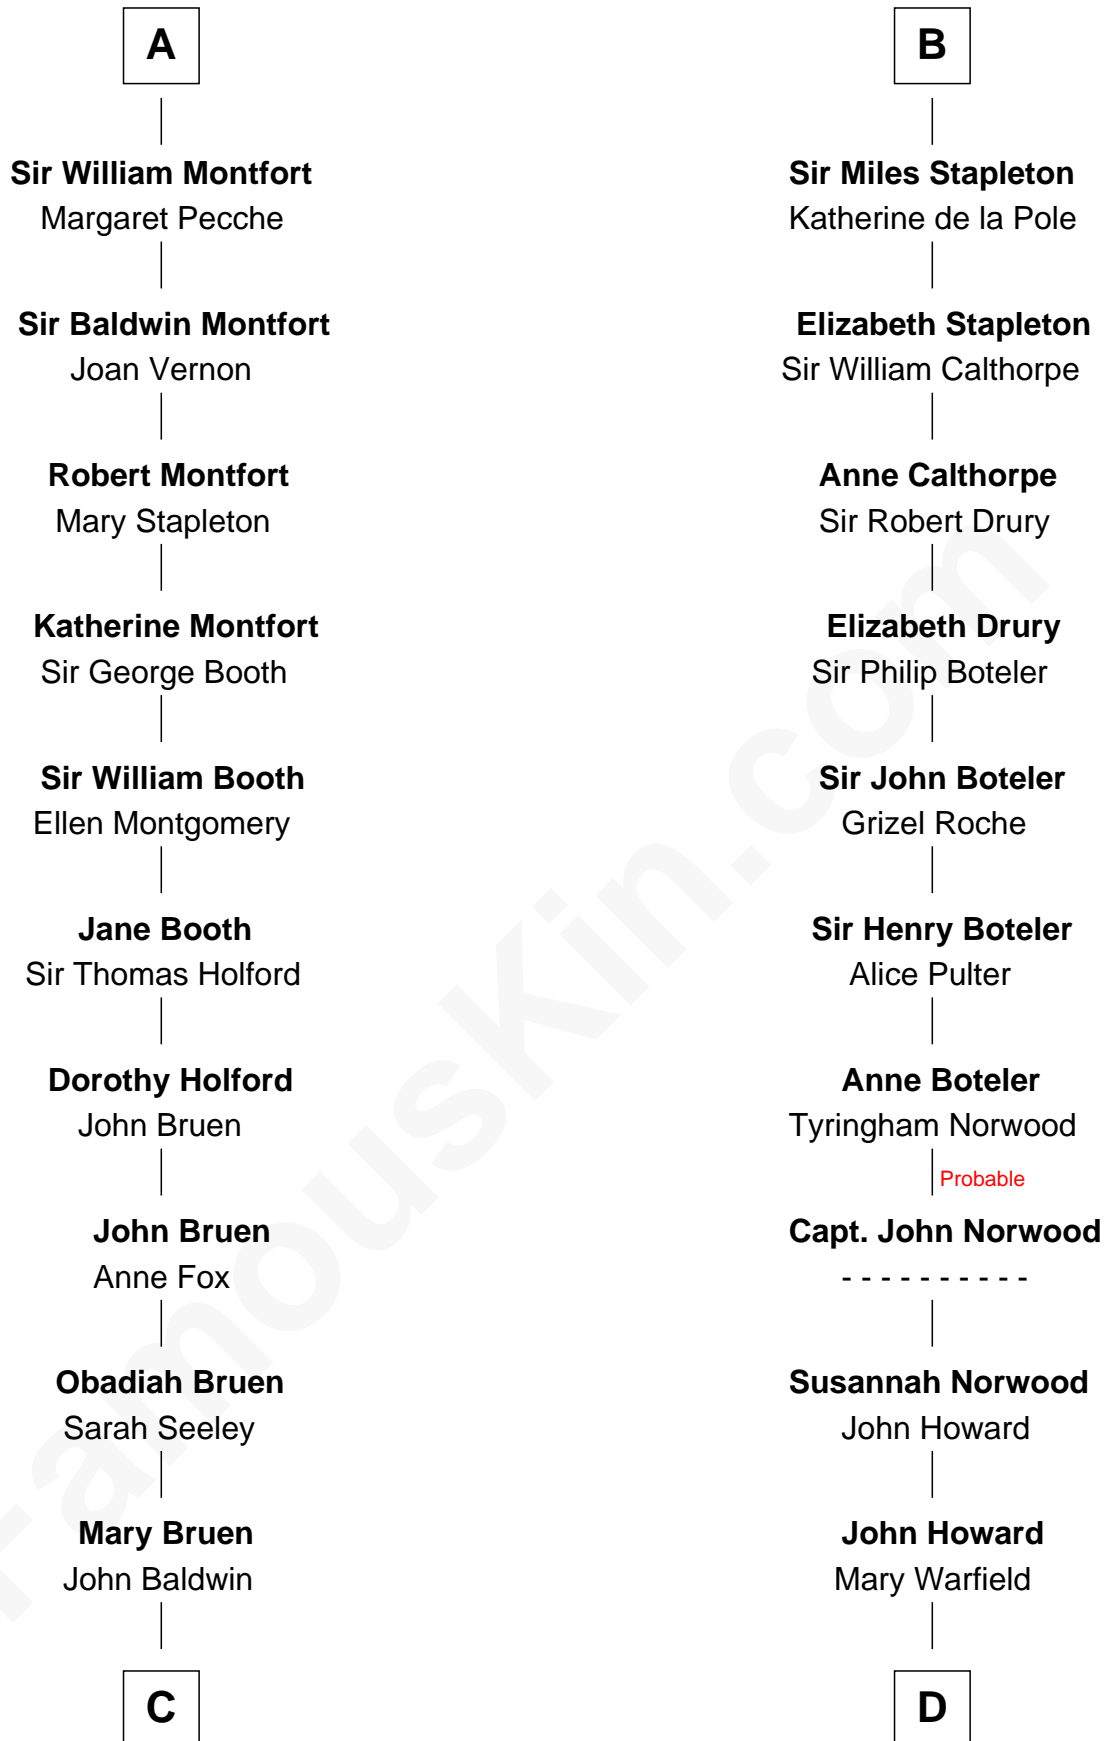 A
Sir William Montfort
Margaret Pecche
Sir Baldwin Montfort
Joan Vernon
Robert Montfort
Mary Stapleton
Katherine Montfort
Sir George Booth
Sir William Booth
Ellen Montgomery
Jane Booth
Sir Thomas Holford
Dorothy Holford
John Bruen
John Bruen
Anne Fox
Obadiah Bruen
Sarah Seeley
Mary Bruen
John Baldwin
C
B
Sir Miles Stapleton
Katherine de la Pole
Elizabeth Stapleton
Sir William Calthorpe
Anne Calthorpe
Sir Robert Drury
Elizabeth Drury
Sir Philip Boteler
Sir John Boteler
Grizel Roche
Sir Henry Boteler
Alice Pulter
Anne Boteler
Tyringham Norwood
Probable
Capt. John Norwood
- - - - - - - - - -
Susannah Norwood
John Howard
John Howard
Mary Warfield
D
FamousKin.com